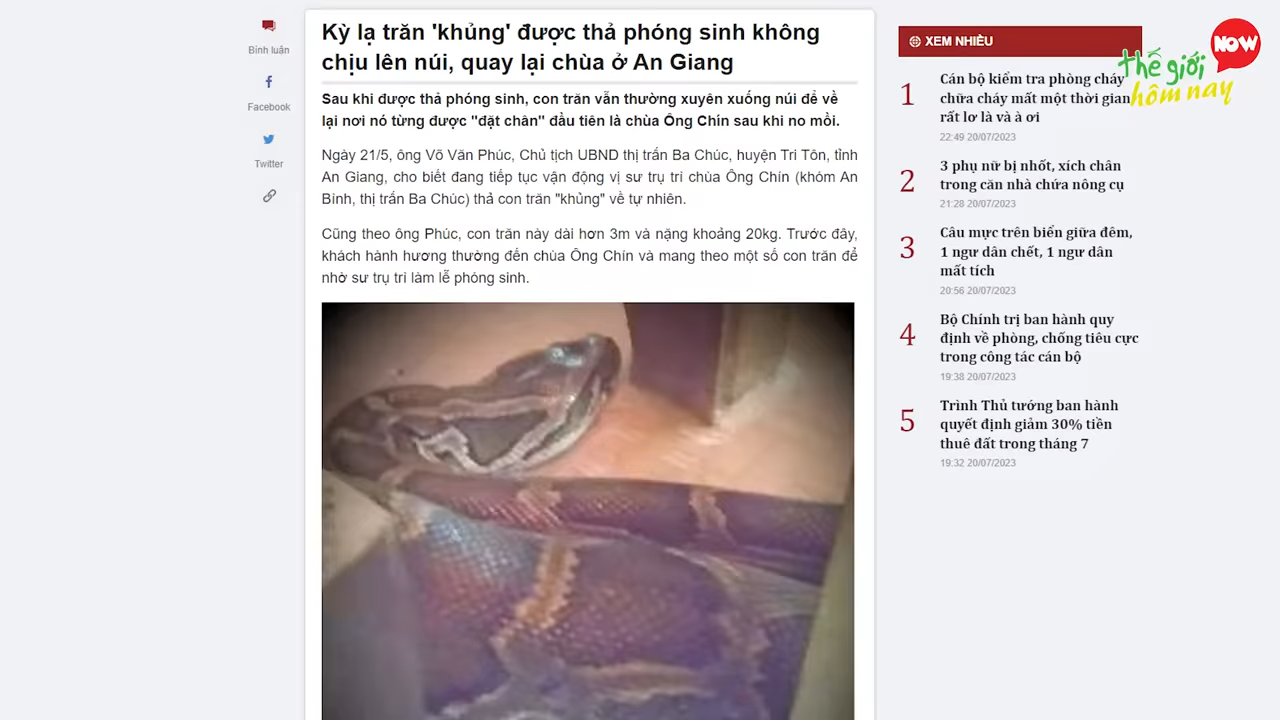 Bình luận
Facebook
Twitter
Kỳ lạ trăn 'khủng' được thả phóng sinh không
chịu lên núi, quay lại chùa ở An Giang
Sau khi được thả phóng sinh, con trăn vẫn thường xuyên xuống núi để về
lại nơi nó từng được "đặt chân" đầu tiên là chùa Ông Chín sau khi no mồi.
Ngày 21/5, ông Võ Văn Phúc, Chủ tịch UBND thị trấn Ba Chúc, huyện Tri Tôn, tỉnh
An Giang, cho biết đang tiếp tục vận động vị sư trụ trì chùa Ông Chín (khóm An
Bình, thị trấn Ba Chúc) thả con trăn "khủng" về tự nhiên.
Cũng theo ông Phúc, con trăn này dài hơn 3m và nặng khoảng 20kg. Trước đây,
khách hành hương thường đến chùa Ông Chín và mang theo một số con trăn để
nhờ sư trụ trì làm lễ phóng sinh.
XEM NHIỀU
1
Cán bộ kiểm tra phòng cháy
chữa cháy mất một thời gian
rất lơ là và à ơi
22:49 20/07/2023
2
3 phụ nữ bị nhốt, xích chân
trong căn nhà chứa nông cụ
21:28 20/07/2023
3
Câu mực trên biển giữa đêm,
1 ngư dân chết, 1 ngư dân
mất tích
20:56 20/07/2023
4
Bộ Chính trị ban hành quy
định về phòng, chống tiêu cực
trong công tác cán bộ
19:38 20/07/2023
5
Trình Thủ tướng ban hành
quyết định giảm 30% tiền
thuê đất trong tháng 7
19:32 20/07/2023
thế giới
hôm nay
NOW